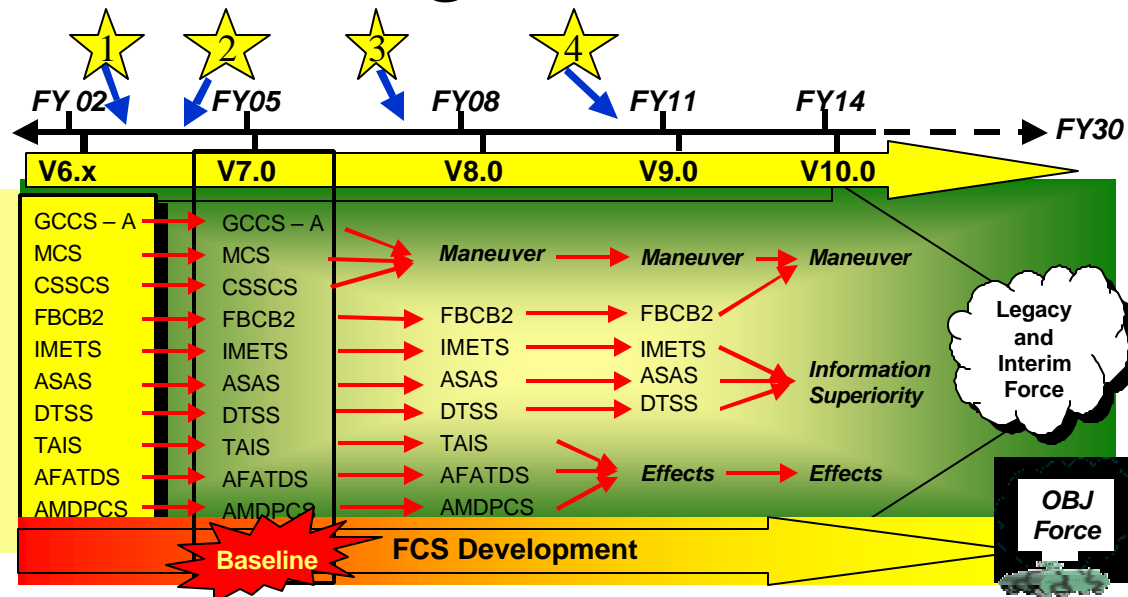 1 2 3 4
FY 02 FY05 FY08 FY11 FY14
FY30
V6.x V7.0 V8.0 V9.0 V10.0
GCCS – A GCCS – A
MCS MCS Maneuver Maneuver Maneuver
CSSCS CSSCS
FBCB2 FBCB2 FBCB2 FBCB2
IMETS IMETS IMETS IMETS
ASAS ASAS ASAS ASAS
DTSS DTSS DTSS DTSS
Information
Superiority
TAIS TAIS TAIS
AFATDS AFATDS AFATDS Effects Effects
AMDPCS AMDPCS AMDPCS
Legacy
and
Interim
Force
Baseline
FCS Development
OBJ
Force